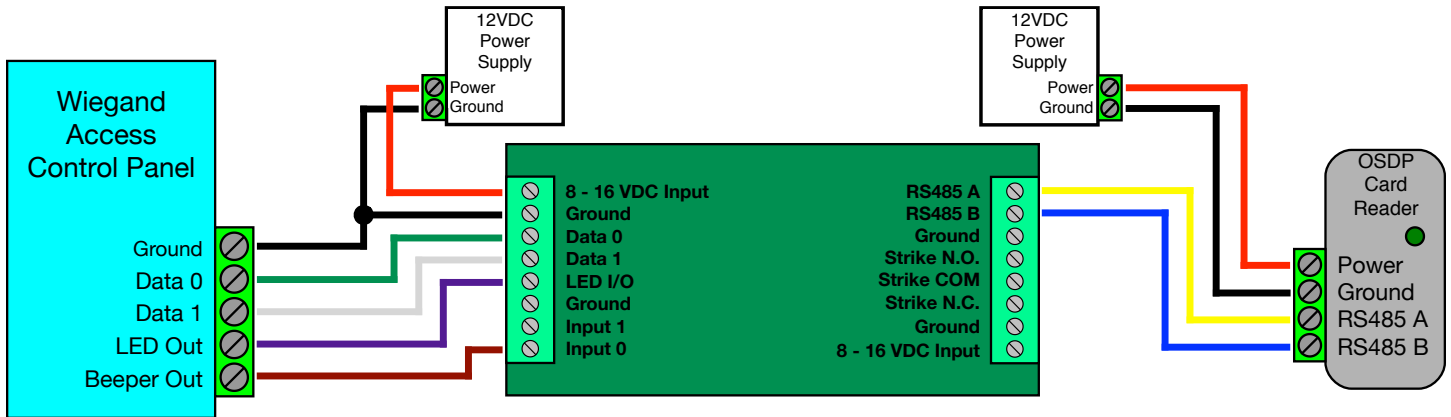 12VDC
Power
Supply
Power
Ground
12VDC
Power
Supply
Power
Ground
Wiegand
Access
Control Panel
Ground
Data 0
Data 1
LED Out
Beeper Out
8 - 16 VDC Input
Ground
Data 0
Data 1
LED I/O
Ground
Input 1
Input 0
RS485 A
RS485 B
Ground
Strike N.O.
Strike COM
Strike N.C.
Ground
8 - 16 VDC Input
OSDP
Card
Reader
Power
Ground
RS485 A
RS485 B